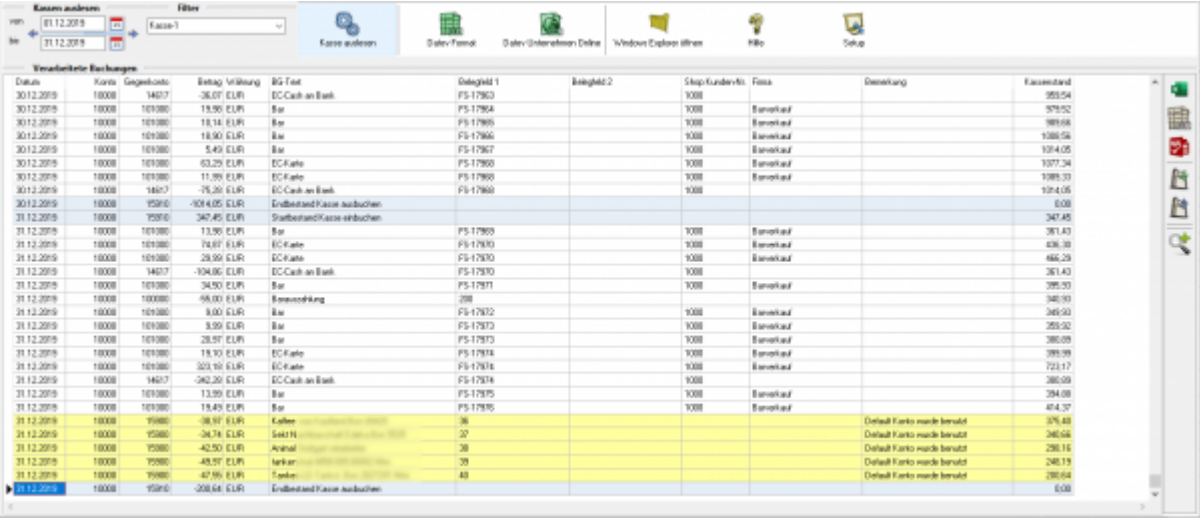 Kassen auslesen Filter
von 01.12.2019 Kasse-1
bis 31.12.2019
Kasse auslesen Datev-Format Datev-Unternehmen Online Windows Explorer öffnen Hilfe Setup
Verarbeitete Buchungen
Datum Konto Gegenkonto Betrag Währung BG-Text Belegfeld 1 Belegfeld 2 Shop Kunden-Nr. Firma Bemerkung Kassenstand
30.12.2019 10000 14617 -36,07 EUR EC-Cash an Bank FS-17963 1000 959,54
30.12.2019 10000 101000 19,98 EUR Bar FS-17964 1000 Barverkauf 979,52
30.12.2019 10000 101000 10,14 EUR Bar FS-17965 1000 Barverkauf 989,66
30.12.2019 10000 101000 18,90 EUR Bar FS-17966 1000 Barverkauf 1008,56
30.12.2019 10000 101000 5,49 EUR Bar FS-17967 1000 Barverkauf 1014,05
30.12.2019 10000 101000 63,29 EUR EC-Karte FS-17968 1000 Barverkauf 1077,34
30.12.2019 10000 101000 11,99 EUR EC-Karte FS-17968 1000 Barverkauf 1089,33
30.12.2019 10000 14617 -75,28 EUR EC-Cash an Bank FS-17968 1000 1014,05
30.12.2019 10000 15910 -1014,05 EUR Endbestand Kasse ausbuchen 0,00
31.12.2019 10000 15910 347,45 EUR Startbestand Kasse einbuchen 347,45
31.12.2019 10000 101000 13,98 EUR Bar FS-17969 1000 Barverkauf 361,43
31.12.2019 10000 101000 74,87 EUR EC-Karte FS-17970 1000 Barverkauf 436,30
31.12.2019 10000 101000 29,99 EUR EC-Karte FS-17970 1000 Barverkauf 466,29
31.12.2019 10000 14617 -104,86 EUR EC-Cash an Bank FS-17970 1000 361,43
31.12.2019 10000 101000 34,50 EUR Bar FS-17971 1000 Barverkauf 395,93
31.12.2019 10000 100000 -55,00 EUR Barauszahlung 200 340,93
31.12.2019 10000 101000 9,00 EUR Bar FS-17972 1000 Barverkauf 349,93
31.12.2019 10000 101000 9,99 EUR Bar FS-17973 1000 Barverkauf 359,92
31.12.2019 10000 101000 20,97 EUR Bar FS-17973 1000 Barverkauf 380,89
31.12.2019 10000 101000 19,10 EUR EC-Karte FS-17974 1000 Barverkauf 399,99
31.12.2019 10000 101000 323,18 EUR EC-Karte FS-17974 1000 Barverkauf 723,17
31.12.2019 10000 14617 -342,28 EUR EC-Cash an Bank FS-17974 1000 380,89
31.12.2019 10000 101000 13,99 EUR Bar FS-17975 1000 Barverkauf 394,88
31.12.2019 10000 101000 19,49 EUR Bar FS-17976 1000 Barverkauf 414,37
31.12.2019 10000 15980 -38,97 EUR Kaffee 36 Default Konto wurde benutzt 375,40
31.12.2019 10000 15980 -34,74 EUR Sekt N 37 Default Konto wurde benutzt 340,66
31.12.2019 10000 15980 -42,50 EUR Animal 38 Default Konto wurde benutzt 298,16
31.12.2019 10000 15980 -49,97 EUR tanken 39 Default Konto wurde benutzt 248,19
31.12.2019 10000 15980 -47,55 EUR Tanken 40 Default Konto wurde benutzt 200,64
31.12.2019 10000 15910 -200,64 EUR Endbestand Kasse ausbuchen 0,00